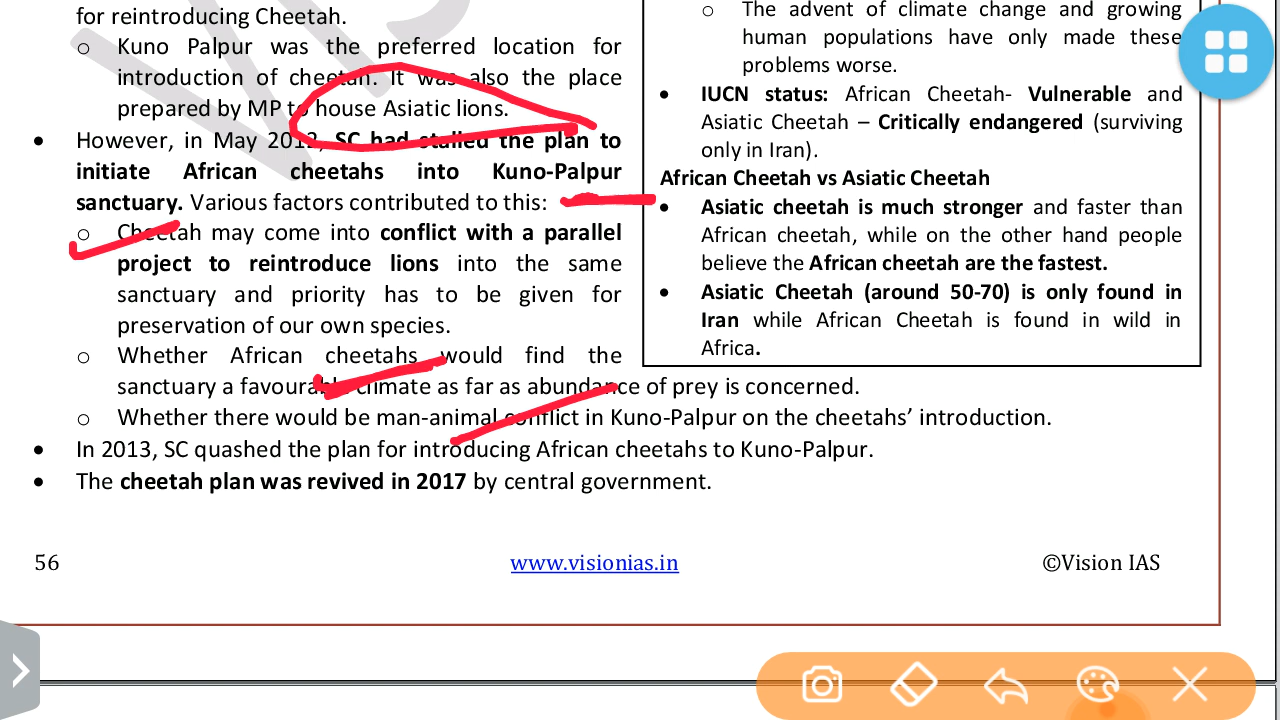 for reintroducing Cheetah.
o Kuno Palpur was the preferred location for
introduction of cheetah. It was also the place
prepared by MP to house Asiatic lions.
• However, in May 2012, SC had stalled the plan to
initiate African cheetahs into Kuno-Palpur
sanctuary. Various factors contributed to this:
o Cheetah may come into conflict with a parallel
project to reintroduce lions into the same
sanctuary and priority has to be given for
preservation of our own species.
o Whether African cheetahs would find the
sanctuary a favourable climate as far as abundance of prey is concerned.
o Whether there would be man-animal conflict in Kuno-Palpur on the cheetahs’ introduction.
• In 2013, SC quashed the plan for introducing African cheetahs to Kuno-Palpur.
• The cheetah plan was revived in 2017 by central government.
o The advent of climate change and growing
human populations have only made these
problems worse.
• IUCN status: African Cheetah- Vulnerable and
Asiatic Cheetah – Critically endangered (surviving
only in Iran).
African Cheetah vs Asiatic Cheetah
• Asiatic cheetah is much stronger and faster than
African cheetah, while on the other hand people
believe the African cheetah are the fastest.
• Asiatic Cheetah (around 50-70) is only found in
Iran while African Cheetah is found in wild in
Africa.
56 www.visionias.in ©Vision IAS